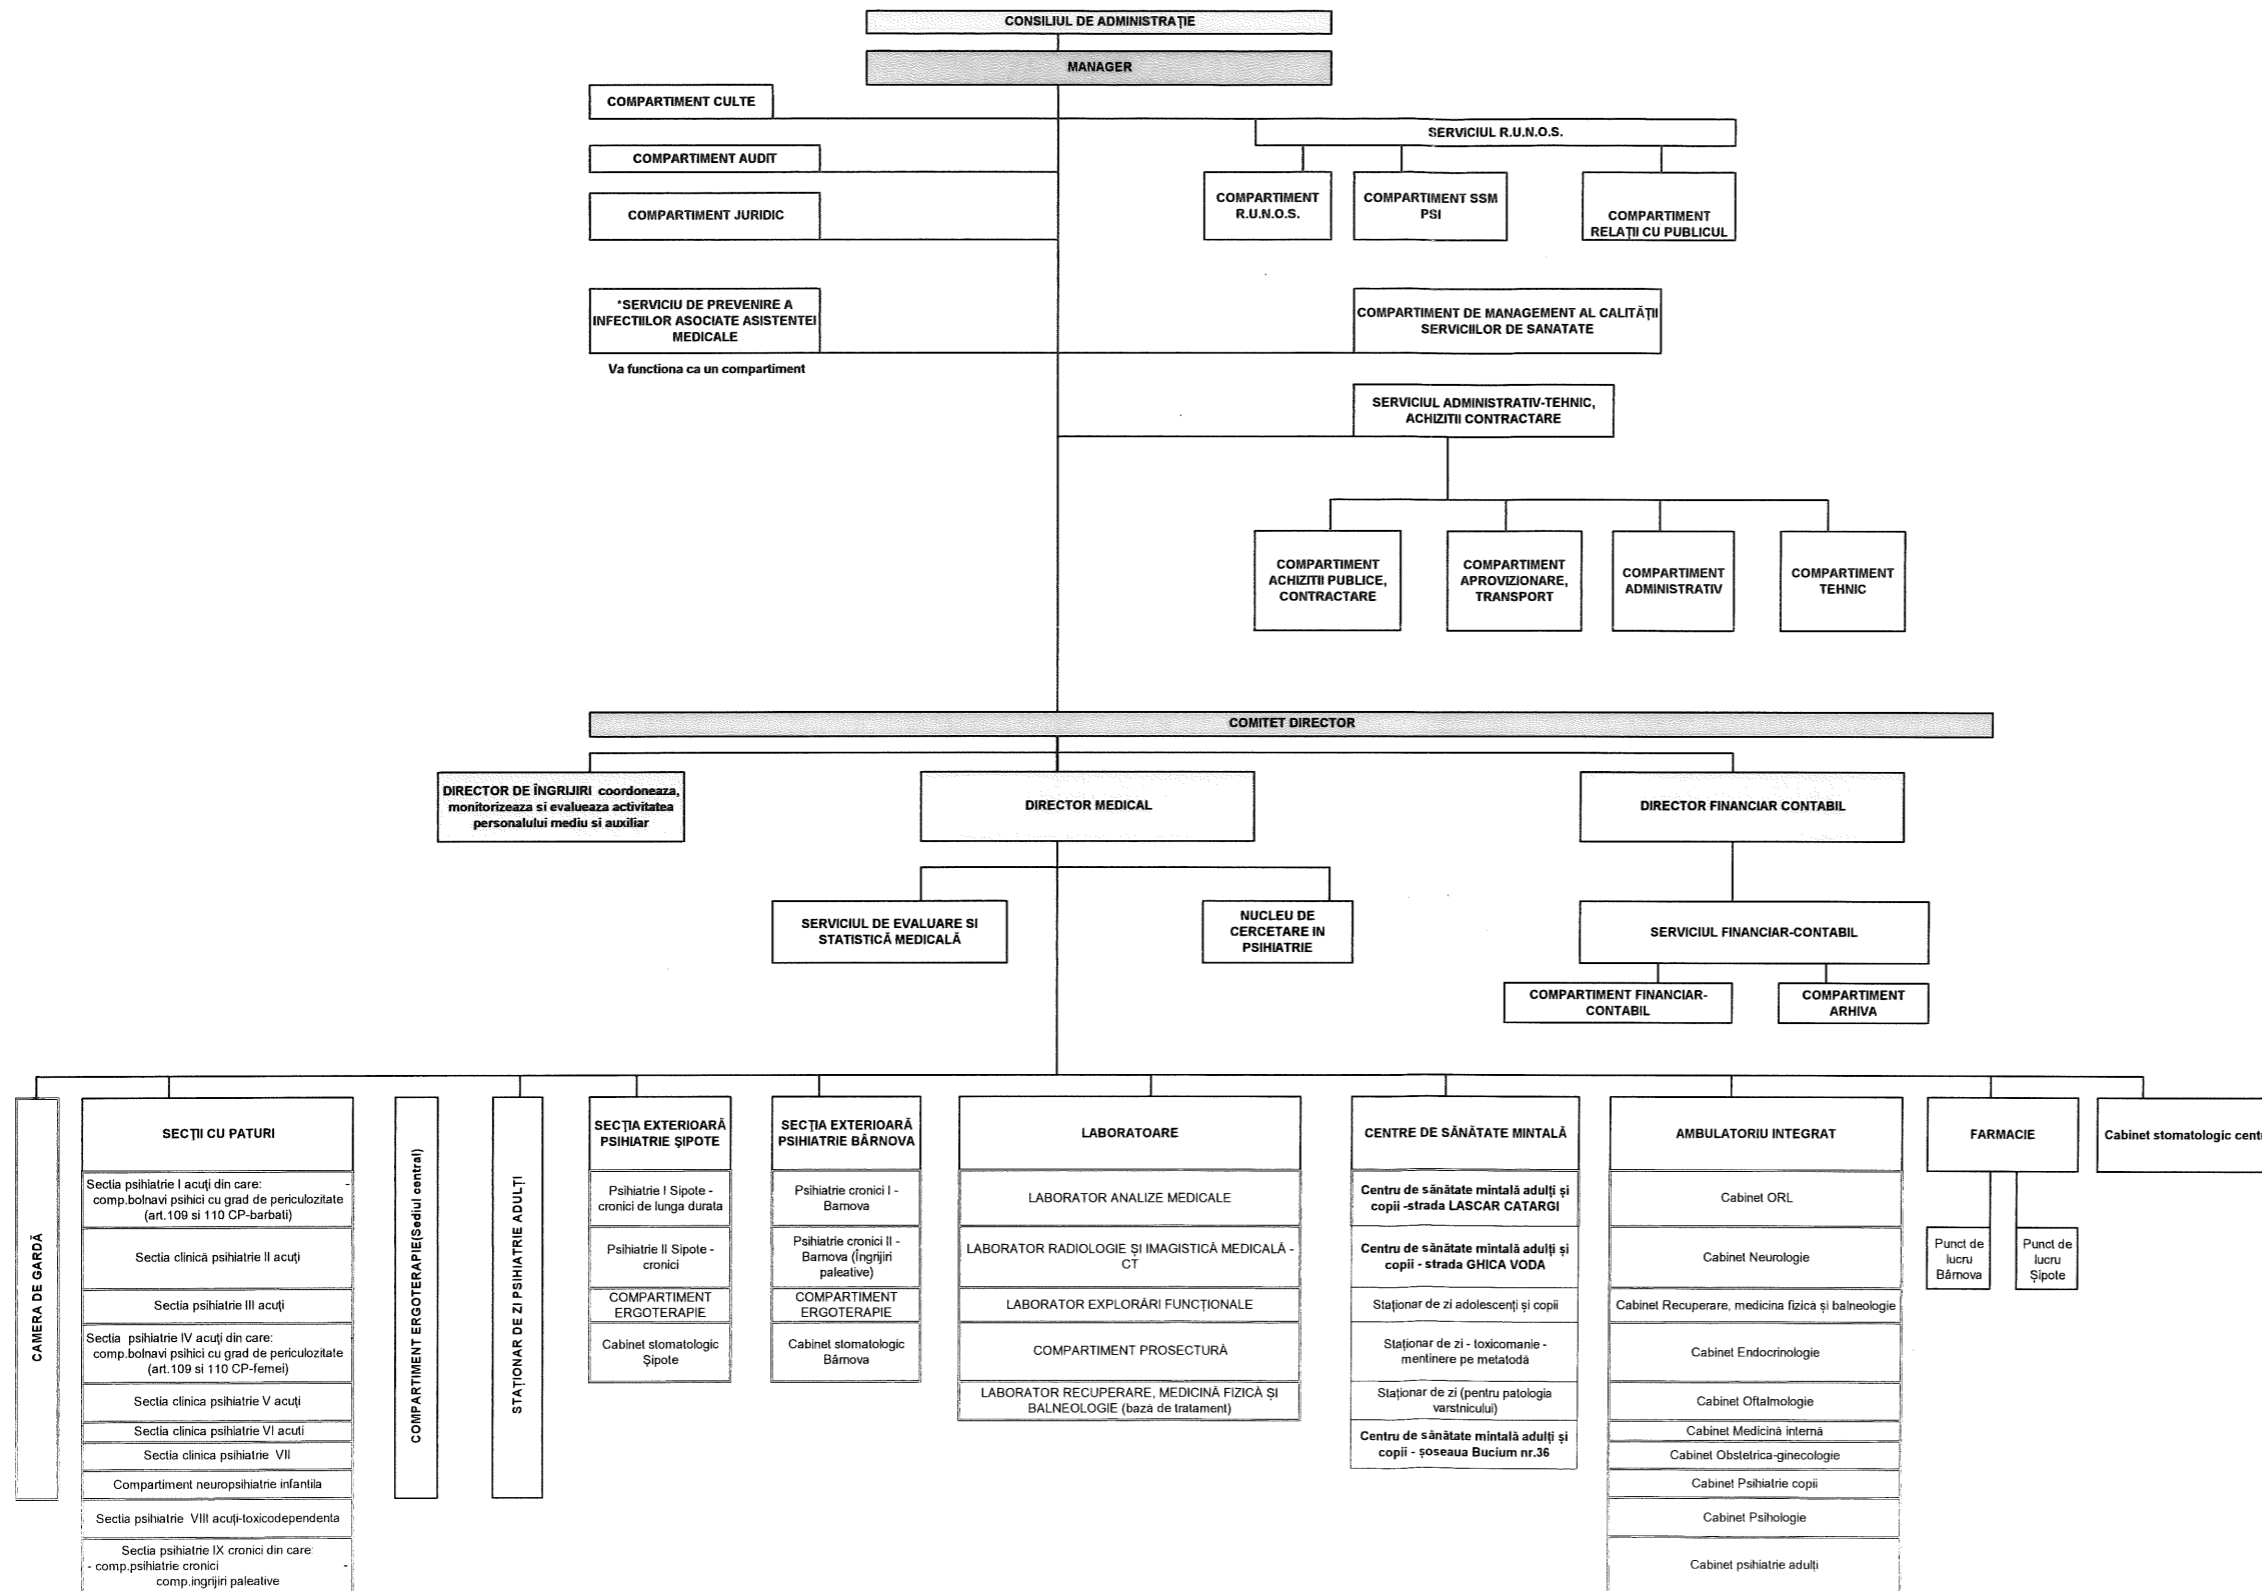 CONSILIUL DE ADMINISTRAȚIE
MANAGER
COMPARTIMENT CULTE
SERVICIUL R.U.N.O.S.
COMPARTIMENT AUDIT
COMPARTIMENT JURIDIC
COMPARTIMENT
R.U.N.O.S.
COMPARTIMENT SSM
PSI
COMPARTIMENT
RELAȚII CU PUBLICUL
*SERVICIU DE PREVENIRE A
INFECTIILOR ASOCIATE ASISTENTEI
MEDICALE
Va functiona ca un compartiment
COMPARTIMENT DE MANAGEMENT AL CALITĂȚII
SERVICIILOR DE SANATATE
SERVICIUL ADMINISTRATIV-TEHNIC,
ACHIZITII CONTRACTARE
COMPARTIMENT
ACHIZITII PUBLICE,
CONTRACTARE
COMPARTIMENT
APROVIZIONARE,
TRANSPORT
COMPARTIMENT
ADMINISTRATIV
COMPARTIMENT
TEHNIC
COMITET DIRECTOR
DIRECTOR DE ÎNGRIJIRI coordoneaza,
monitorizeaza si evalueaza activitatea
personalului mediu si auxiliar
DIRECTOR MEDICAL
DIRECTOR FINANCIAR CONTABIL
SERVICIUL DE EVALUARE SI
STATISTICĂ MEDICALĂ
NUCLEU DE
CERCETARE IN
PSIHIATRIE
SERVICIUL FINANCIAR-CONTABIL
COMPARTIMENT FINANCIAR-
CONTABIL
COMPARTIMENT
ARHIVA
CAMERA DE GARDĂ
SECȚII CU PATURI
Sectia psihiatrie I acuți din care: -
comp.bolnavi psihici cu grad de periculozitate
(art.109 si 110 CP-barbati)
Sectia clinică psihiatrie II acuți
Sectia psihiatrie III acuți
Sectia psihiatrie IV acuți din care:
comp.bolnavi psihici cu grad de periculozitate
(art.109 si 110 CP-femei)
Sectia clinica psihiatrie V acuți
Sectia clinica psihiatrie VI acuti
Sectia clinica psihiatrie VII
Compartiment neuropsihiatrie infantila
Sectia psihiatrie VIII acuți-toxicodependenta
Sectia psihiatrie IX cronici din care:
- comp.psihiatrie cronici -
comp.ingrijiri paleative
COMPARTIMENT ERGOTERAPIE(Sediul central)
STAȚIONAR DE ZI PSIHIATRIE ADULȚI
SECȚIA EXTERIOARĂ
PSIHIATRIE ȘIPOTE
Psihiatrie I Sipote -
cronici de lunga durata
Psihiatrie II Sipote -
cronici
COMPARTIMENT
ERGOTERAPIE
Cabinet stomatologic
Șipote
SECȚIA EXTERIOARĂ
PSIHIATRIE BÂRNOVA
Psihiatrie cronici I -
Barnova
Psihiatrie cronici II -
Barnova (Îngrijiri
paleative)
COMPARTIMENT
ERGOTERAPIE
Cabinet stomatologic
Bârnova
LABORATOARE
LABORATOR ANALIZE MEDICALE
LABORATOR RADIOLOGIE ȘI IMAGISTICĂ MEDICALĂ -
CT
LABORATOR EXPLORĂRI FUNCȚIONALE
COMPARTIMENT PROSECTURĂ
LABORATOR RECUPERARE, MEDICINĂ FIZICĂ ȘI
BALNEOLOGIE (bază de tratament)
CENTRE DE SĂNĂTATE MINTALĂ
Centru de sănătate mintală adulți și
copii -strada LASCAR CATARGI
Centru de sănătate mintală adulți și
copii - strada GHICA VODA
Staționar de zi adolescenți și copii
Staționar de zi - toxicomanie -
mentinere pe metatodă
Staționar de zi (pentru patologia
varstnicului)
Centru de sănătate mintală adulți și
copii - șoseaua Bucium nr.36
AMBULATORIU INTEGRAT
Cabinet ORL
Cabinet Neurologie
Cabinet Recuperare, medicina fizică și balneologie
Cabinet Endocrinologie
Cabinet Oftalmologie
Cabinet Medicină internă
Cabinet Obstetrica-ginecologie
Cabinet Psihiatrie copii
Cabinet Psihologie
Cabinet psihiatrie adulți
FARMACIE
Punct de
lucru
Bârnova
Punct de
lucru
Șipote
Cabinet stomatologic cent